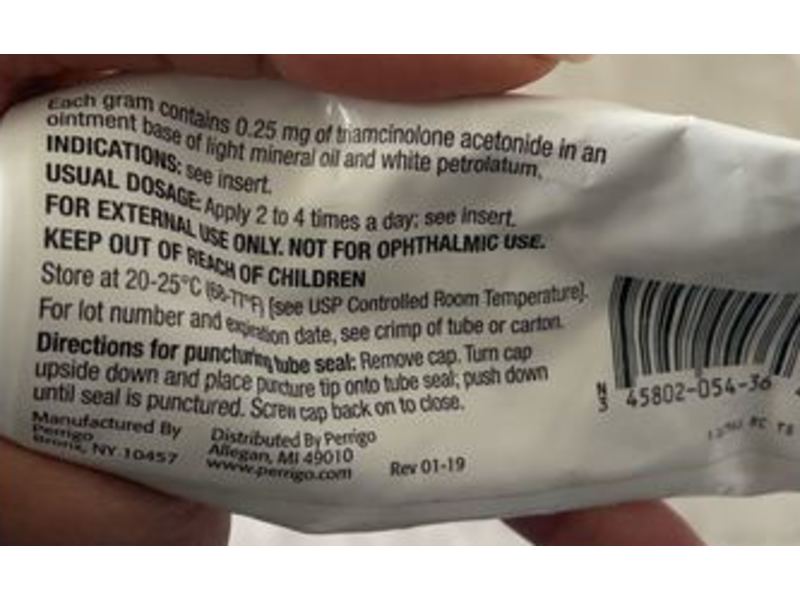 Each gram contains 0.25 mg of triamcinolone acetonide in an
ointment base of light mineral oil and white petrolatum.
INDICATIONS: see insert.
USUAL DOSAGE: Apply 2 to 4 times a day; see insert.
FOR EXTERNAL USE ONLY. NOT FOR OPHTHALMIC USE.
KEEP OUT OF REACH OF CHILDREN
Store at 20-25°C (68-77°F) [see USP Controlled Room Temperature].
For lot number and expiration date, see crimp of tube or carton.
Directions for puncturing tube seal: Remove cap. Turn cap
upside down and place puncture tip onto tube seal; push down
until seal is punctured. Screw cap back on to close.
Manufactured By
Perrigo
Bronx, NY 10457
Distributed By Perrigo
Allegan, MI 49010
www.perrigo.com
Rev 01-19
N
3 45802-054-36
RC T8